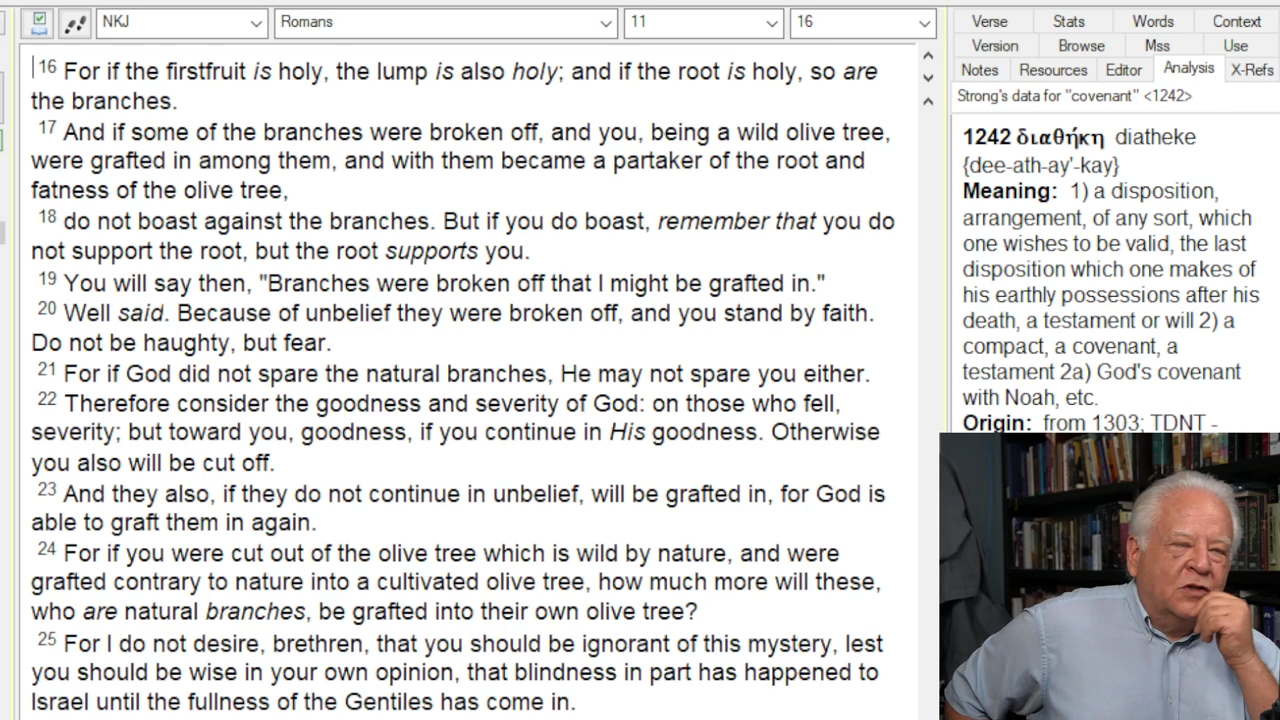 NKJ
Romans
11
16
16 For if the firstfruit is holy, the lump is also holy; and if the root is holy, so are
the branches.
17 And if some of the branches were broken off, and you, being a wild olive tree,
were grafted in among them, and with them became a partaker of the root and
fatness of the olive tree,
18 do not boast against the branches. But if you do boast, remember that you do
not support the root, but the root supports you.
19 You will say then, "Branches were broken off that I might be grafted in."
20 Well said. Because of unbelief they were broken off, and you stand by faith.
Do not be haughty, but fear.
21 For if God did not spare the natural branches, He may not spare you either.
22 Therefore consider the goodness and severity of God: on those who fell,
severity; but toward you, goodness, if you continue in His goodness. Otherwise
you also will be cut off.
23 And they also, if they do not continue in unbelief, will be grafted in, for God is
able to graft them in again.
24 For if you were cut out of the olive tree which is wild by nature, and were
grafted contrary to nature into a cultivated olive tree, how much more will these,
who are natural branches, be grafted into their own olive tree?
25 For I do not desire, brethren, that you should be ignorant of this mystery, lest
you should be wise in your own opinion, that blindness in part has happened to
Israel until the fullness of the Gentiles has come in.
Verse Stats Words Context
Version Browse Mss Use
Notes Resources Editor Analysis X-Refs
Strong's data for "covenant" <1242>
1242 διαθήκη diatheke
{dee-ath-ay'-kay}
Meaning: 1) a disposition,
arrangement, of any sort, which
one wishes to be valid, the last
disposition which one makes of
his earthly possessions after his
death, a testament or will 2) a
compact, a covenant, a
testament 2a) God's covenant
with Noah, etc.
Origin: from 1303; TDNT -